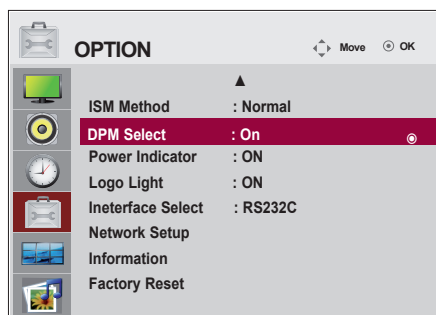 OPTION Move OK
▲
ISM Method : Normal
DPM Select : On
Power Indicator : ON
Logo Light : ON
Ineterface Select : RS232C
Network Setup
Information
Factory Reset